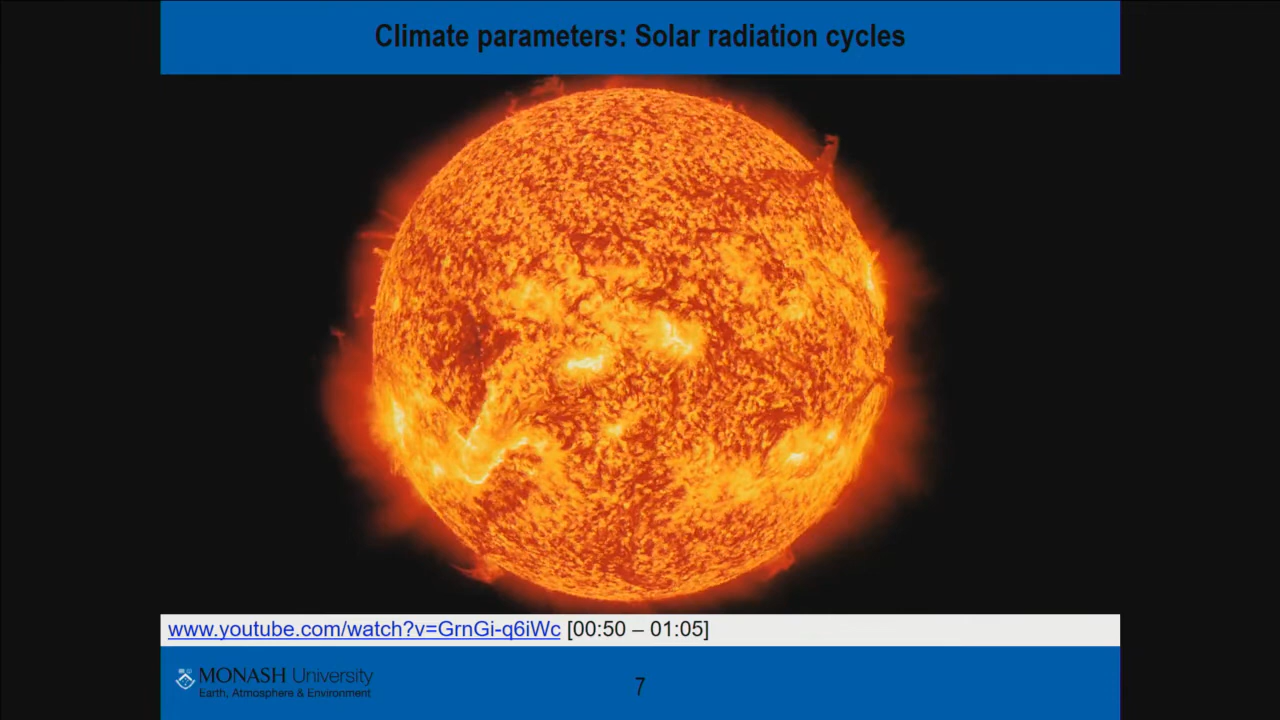 Climate parameters: Solar radiation cycles
www.youtube.com/watch?v=GrnGi-q6iWc [00:50 – 01:05]
MONASH University
Earth, Atmosphere & Environment
7